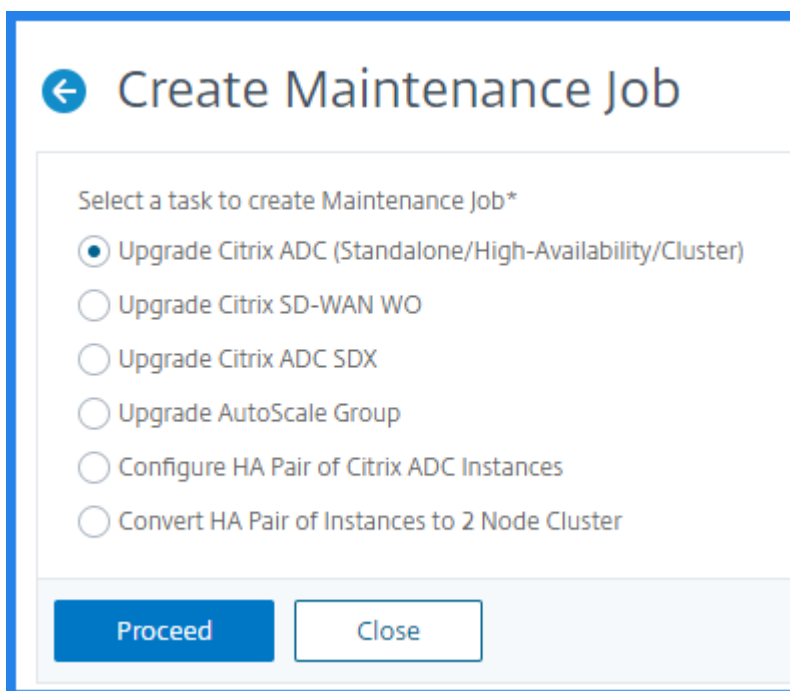 Create Maintenance Job
Select a task to create Maintenance Job*
Upgrade Citrix ADC (Standalone/High-Availability/Cluster)
Upgrade Citrix SD-WAN WO
Upgrade Citrix ADC SDX
Upgrade AutoScale Group
Configure HA Pair of Citrix ADC Instances
Convert HA Pair of Instances to 2 Node Cluster
Proceed
Close